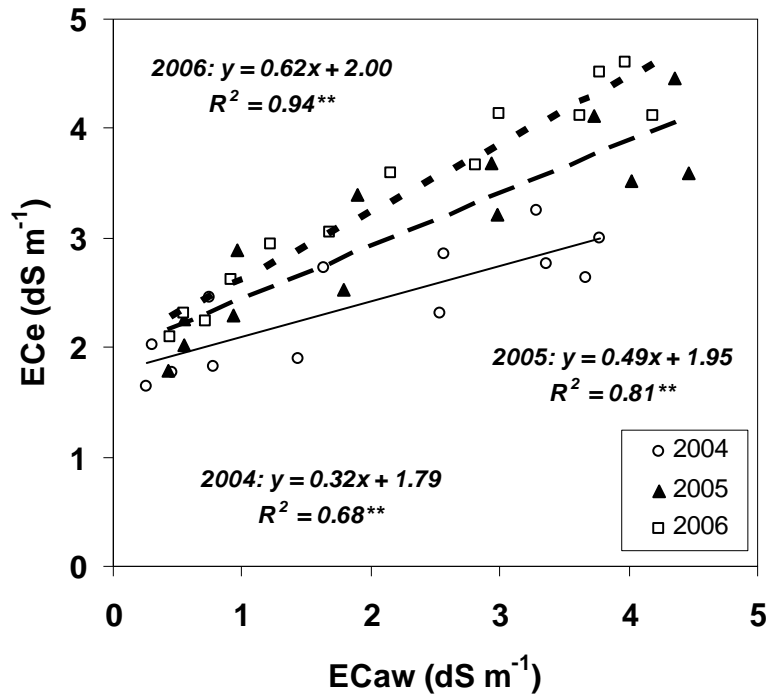 5
4
3
2
1
0
ECe (dS m⁻¹)
2006: y = 0.62x + 2.00
R² = 0.94**
2005: y = 0.49x + 1.95
R² = 0.81**
2004: y = 0.32x + 1.79
R² = 0.68**
2004
2005
2006
0 1 2 3 4 5
ECaw (dS m⁻¹)